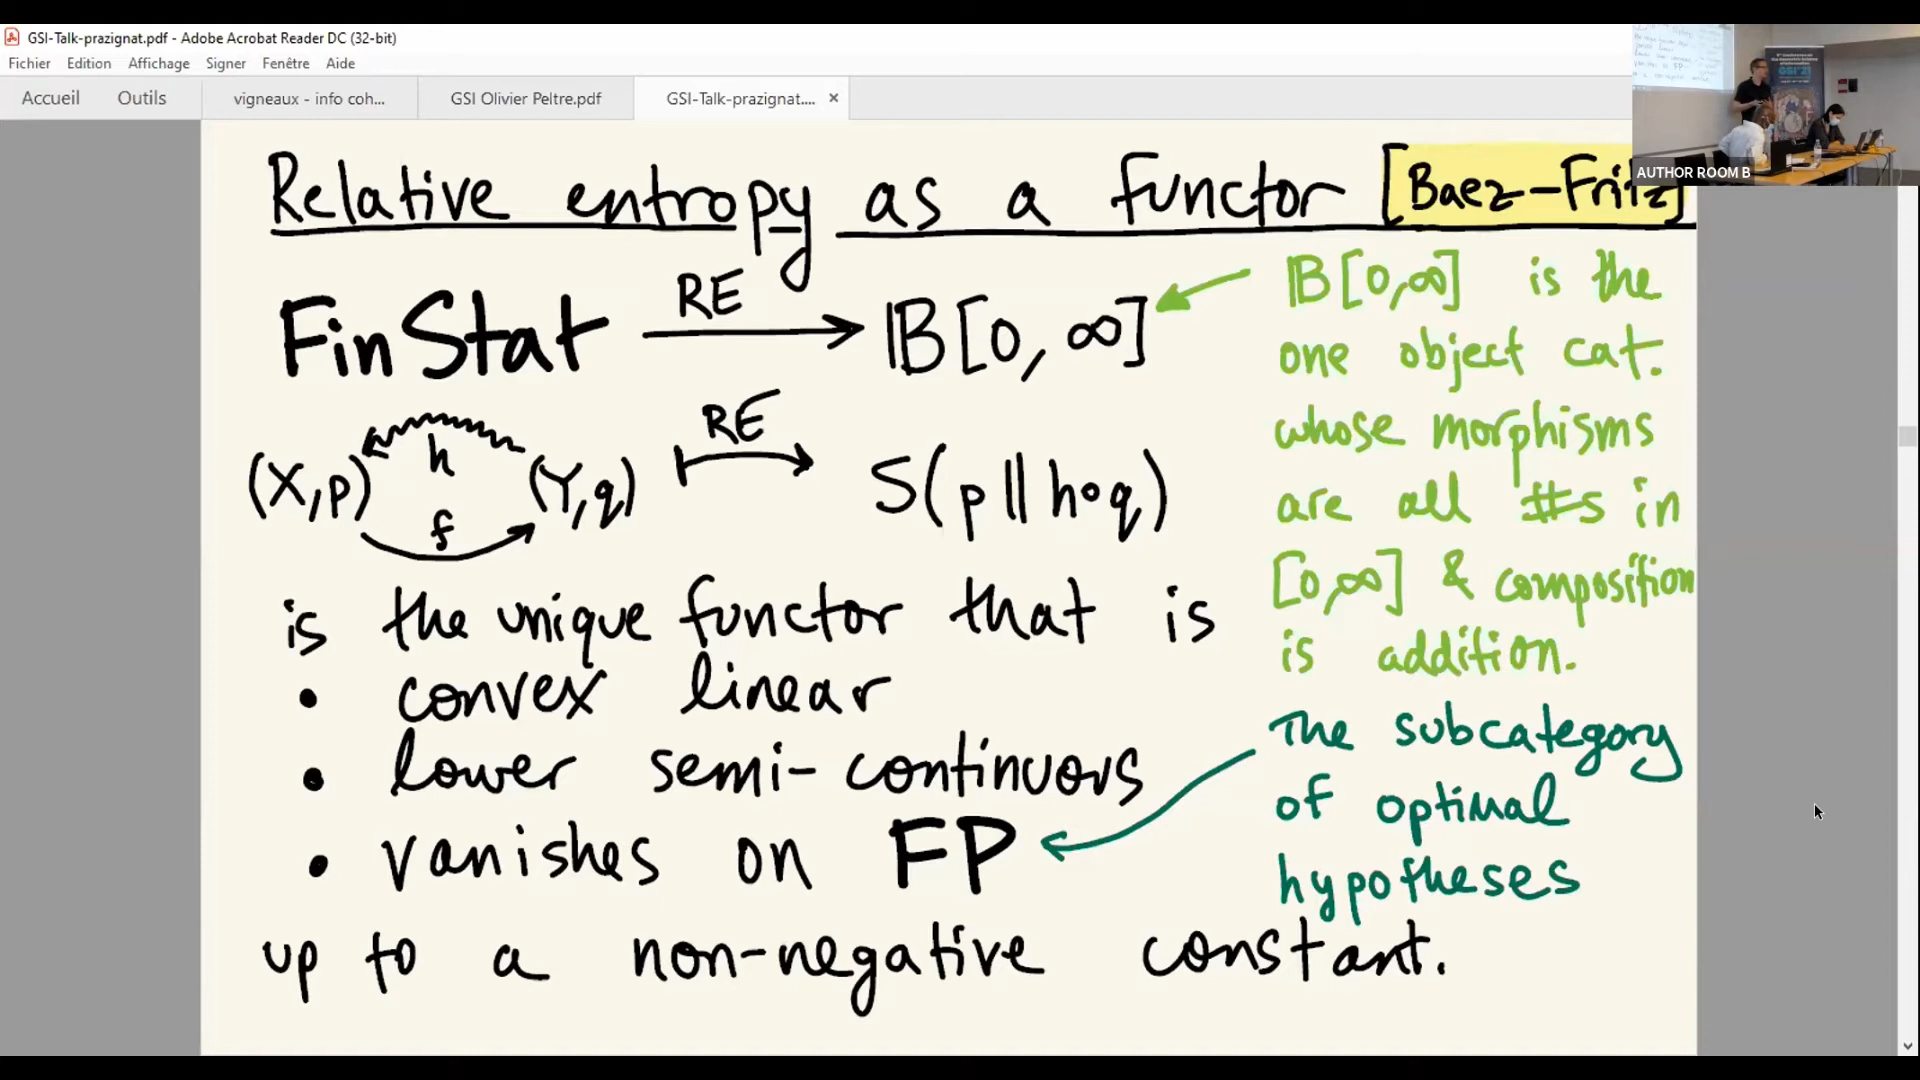 GSI-Talk-prazignat.pdf - Adobe Acrobat Reader DC (32-bit)
Fichier Edition Affichage Signer Fenêtre Aide
Accueil Outils vigneaux - info coh... GSI Olivier Peltre.pdf GSI-Talk-prazignat.... ×
GSI'21
AUTHOR ROOM B
Relative entropy as a functor [Baez-Fritz]
FinStat RE → 𝔹[0, ∞]
(X,p) h f (Y,q) RE ↦ S(p || h∘q)
is the unique functor that is
• convex linear
• lower semi-continuous
• vanishes on FP
up to a non-negative constant.
𝔹[0,∞] is the
one object cat.
whose morphisms
are all #s in
[0,∞] & composition
is addition.
The subcategory
of optimal
hypotheses